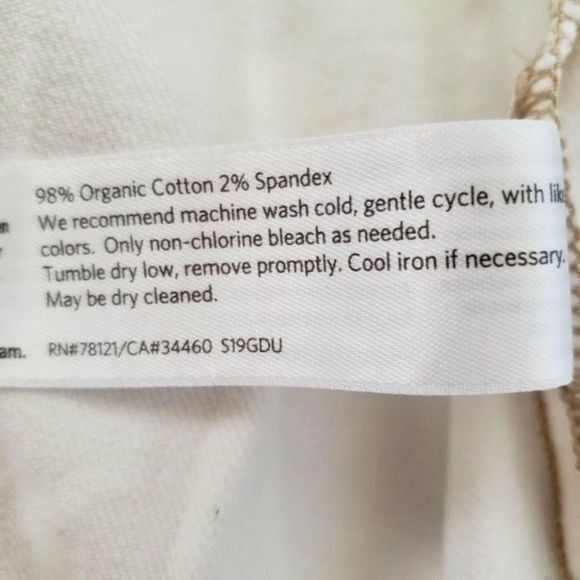 98% Organic Cotton 2% Spandex
We recommend machine wash cold, gentle cycle, with like
colors. Only non-chlorine bleach as needed.
Tumble dry low, remove promptly. Cool iron if necessary.
May be dry cleaned.
am. RN#78121/CA#34460 S19GDU